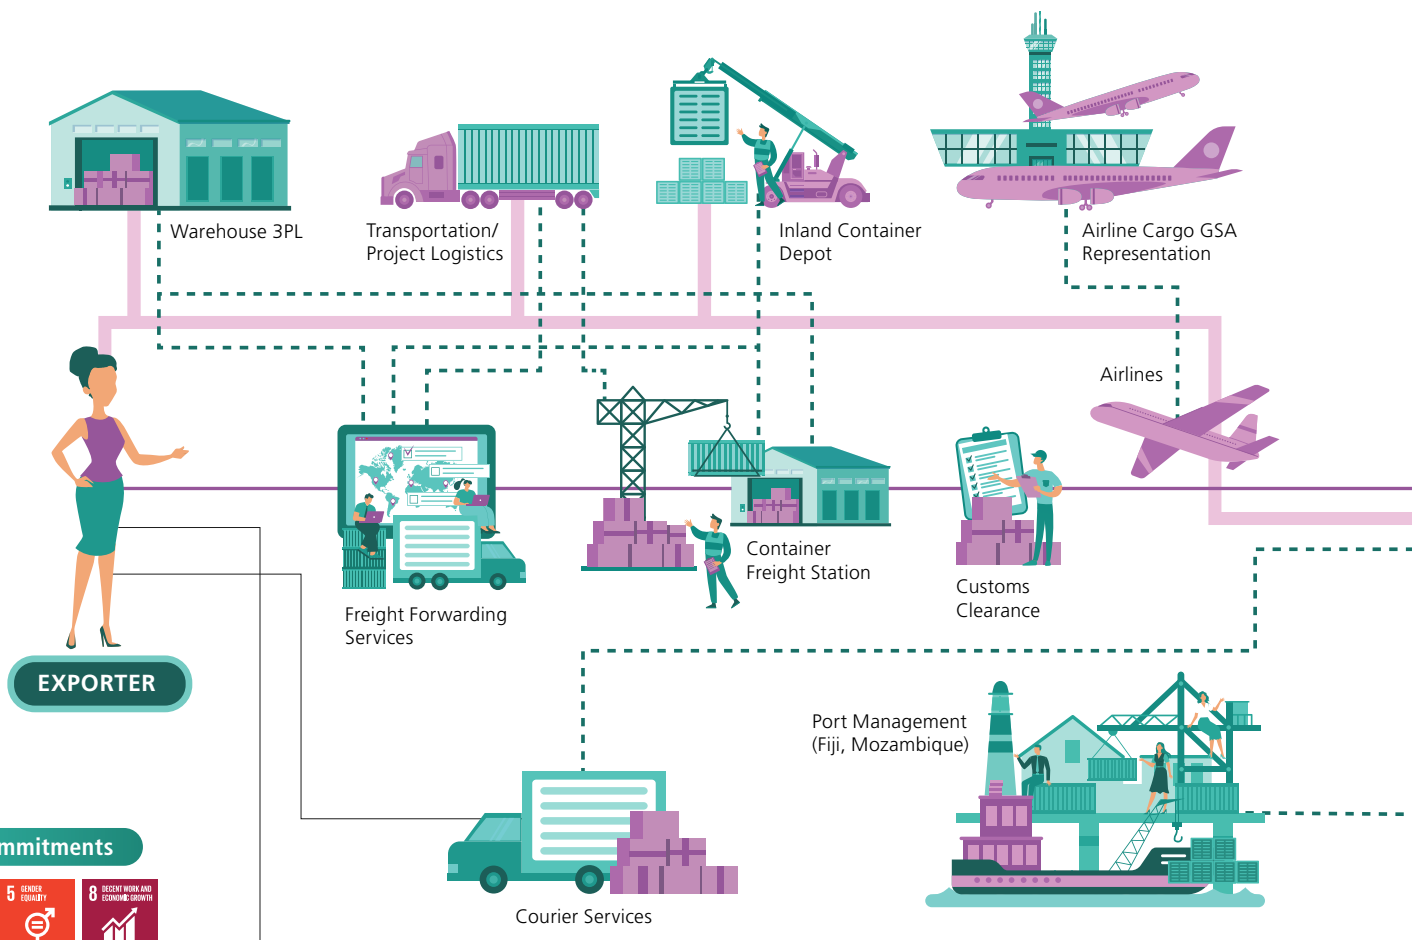 Warehouse 3PL
Transportation/
Project Logistics
Inland Container
Depot
Airline Cargo GSA
Representation
Airlines
Container
Freight Station
Customs
Clearance
Freight Forwarding
Services
EXPORTER
Port Management
(Fiji, Mozambique)
mmitments
5 GENDER
EQUALITY
8 DECENT WORK AND
ECONOMIC GROWTH
Courier Services